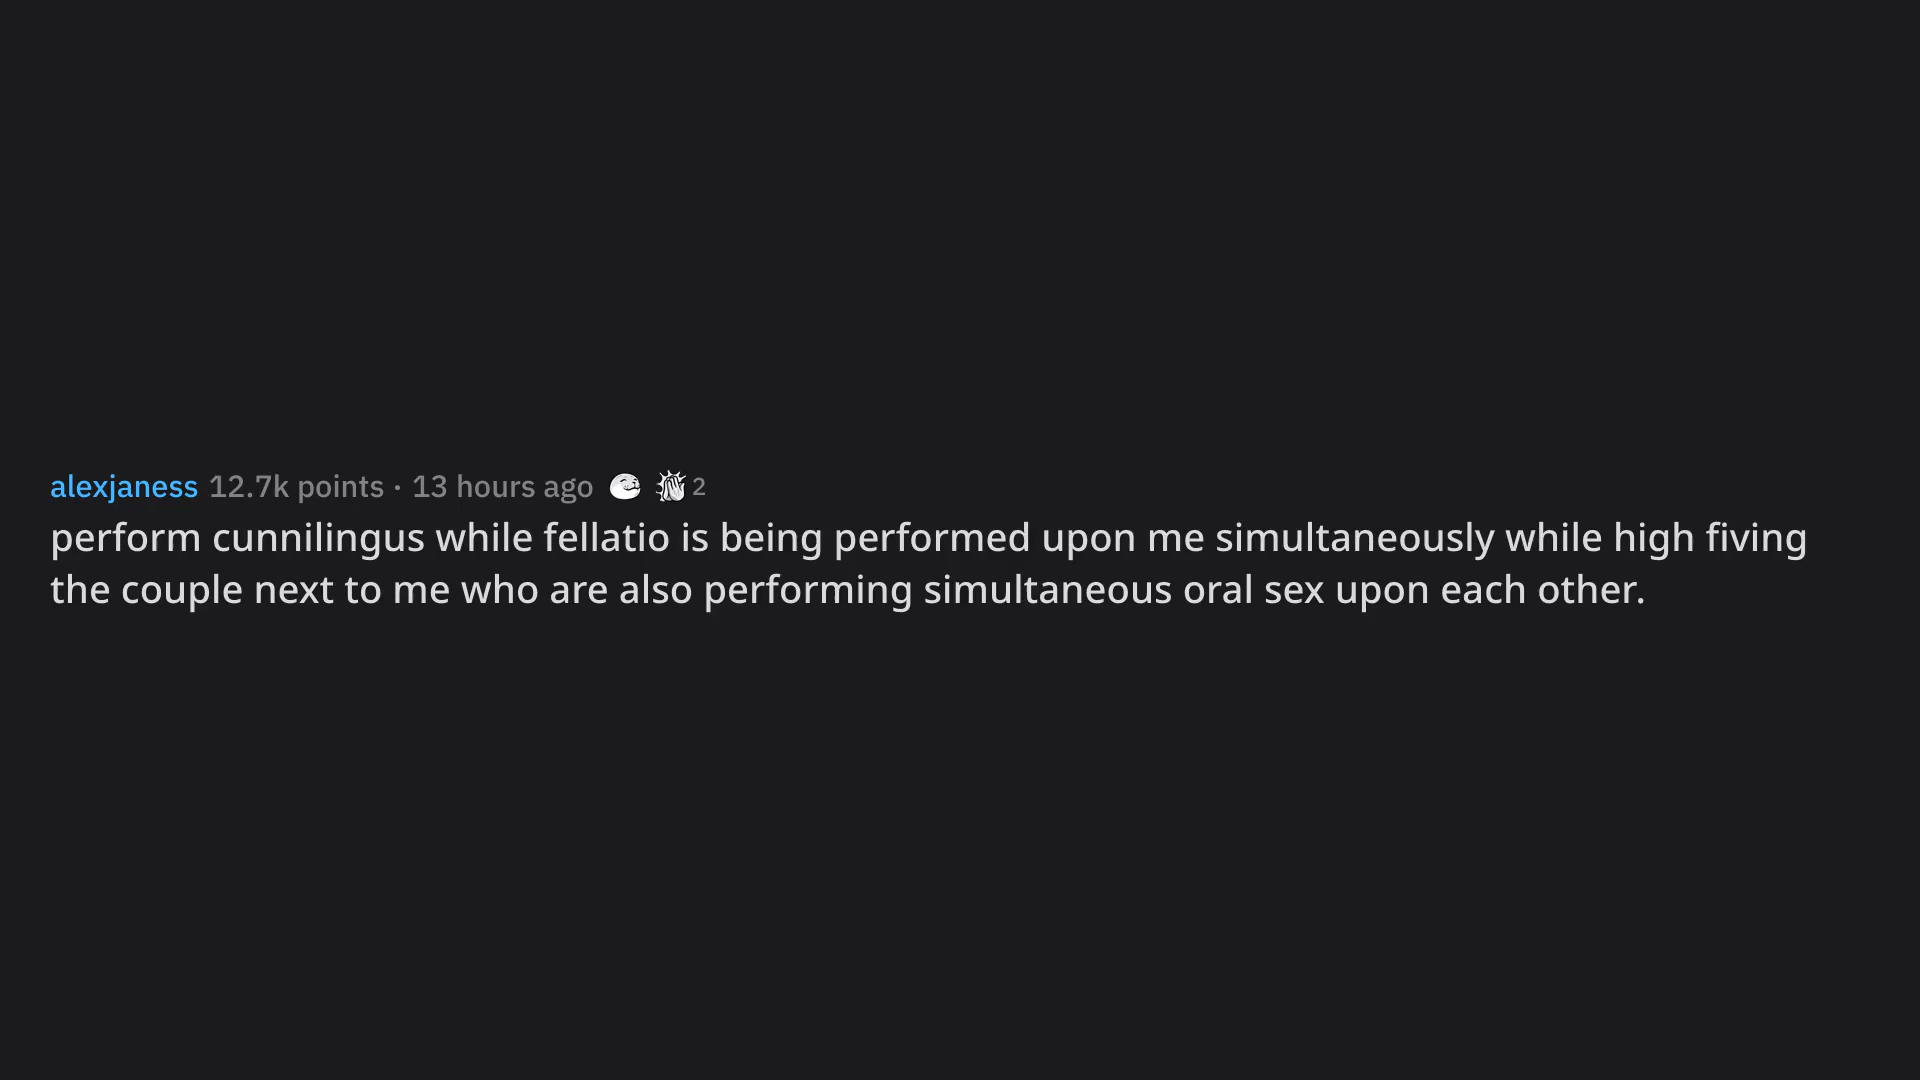 alexjaness 12.7k points · 13 hours ago 2
perform cunnilingus while fellatio is being performed upon me simultaneously while high fiving
the couple next to me who are also performing simultaneous oral sex upon each other.